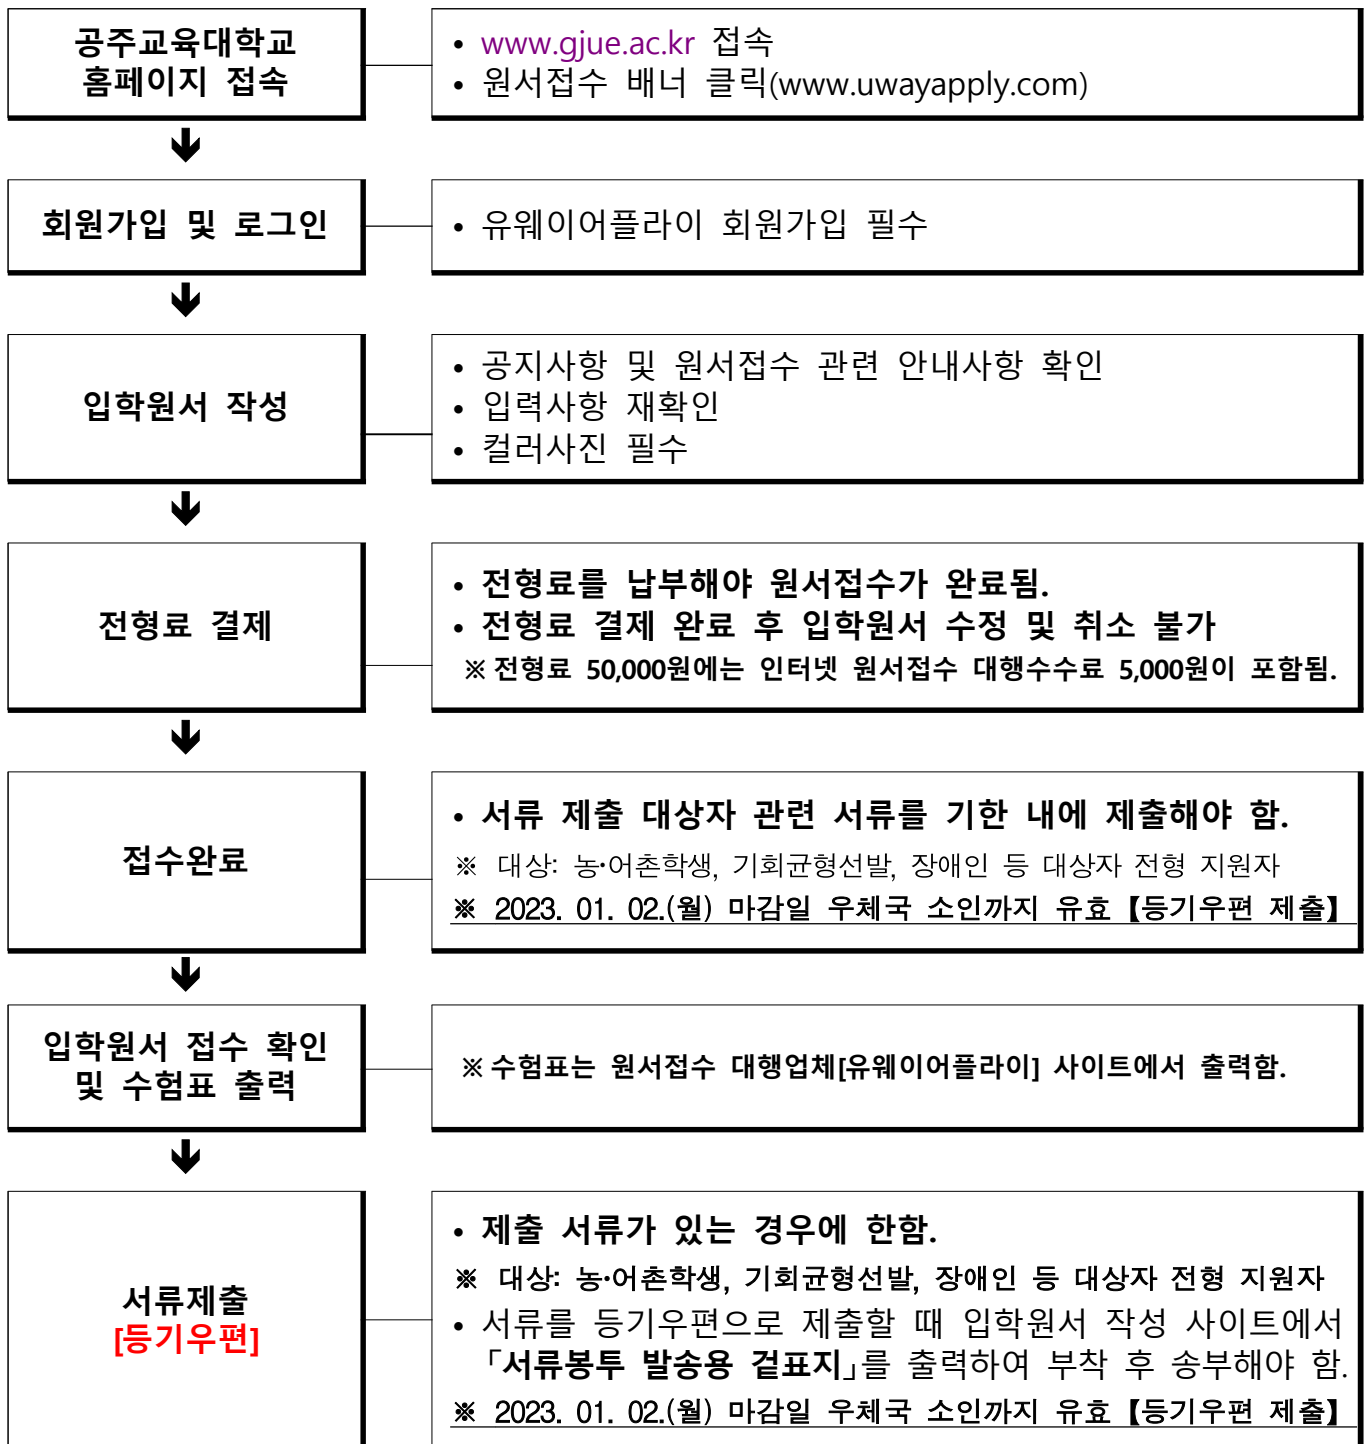 공주교육대학교
홈페이지 접속
• www.gjue.ac.kr 접속
• 원서접수 배너 클릭(www.uwayapply.com)
회원가입 및 로그인
• 유웨이어플라이 회원가입 필수
입학원서 작성
• 공지사항 및 원서접수 관련 안내사항 확인
• 입력사항 재확인
• 컬러사진 필수
전형료 결제
• 전형료를 납부해야 원서접수가 완료됨.
• 전형료 결제 완료 후 입학원서 수정 및 취소 불가
※ 전형료 50,000원에는 인터넷 원서접수 대행수수료 5,000원이 포함됨.
접수완료
• 서류 제출 대상자 관련 서류를 기한 내에 제출해야 함.
※ 대상: 농·어촌학생, 기회균형선발, 장애인 등 대상자 전형 지원자
※ 2023. 01. 02.(월) 마감일 우체국 소인까지 유효【등기우편 제출】
입학원서 접수 확인
및 수험표 출력
※ 수험표는 원서접수 대행업체[유웨이어플라이] 사이트에서 출력함.
서류제출
[등기우편]
• 제출 서류가 있는 경우에 한함.
※ 대상: 농·어촌학생, 기회균형선발, 장애인 등 대상자 전형 지원자
• 서류를 등기우편으로 제출할 때 입학원서 작성 사이트에서
「서류봉투 발송용 겉표지」를 출력하여 부착 후 송부해야 함.
※ 2023. 01. 02.(월) 마감일 우체국 소인까지 유효【등기우편 제출】